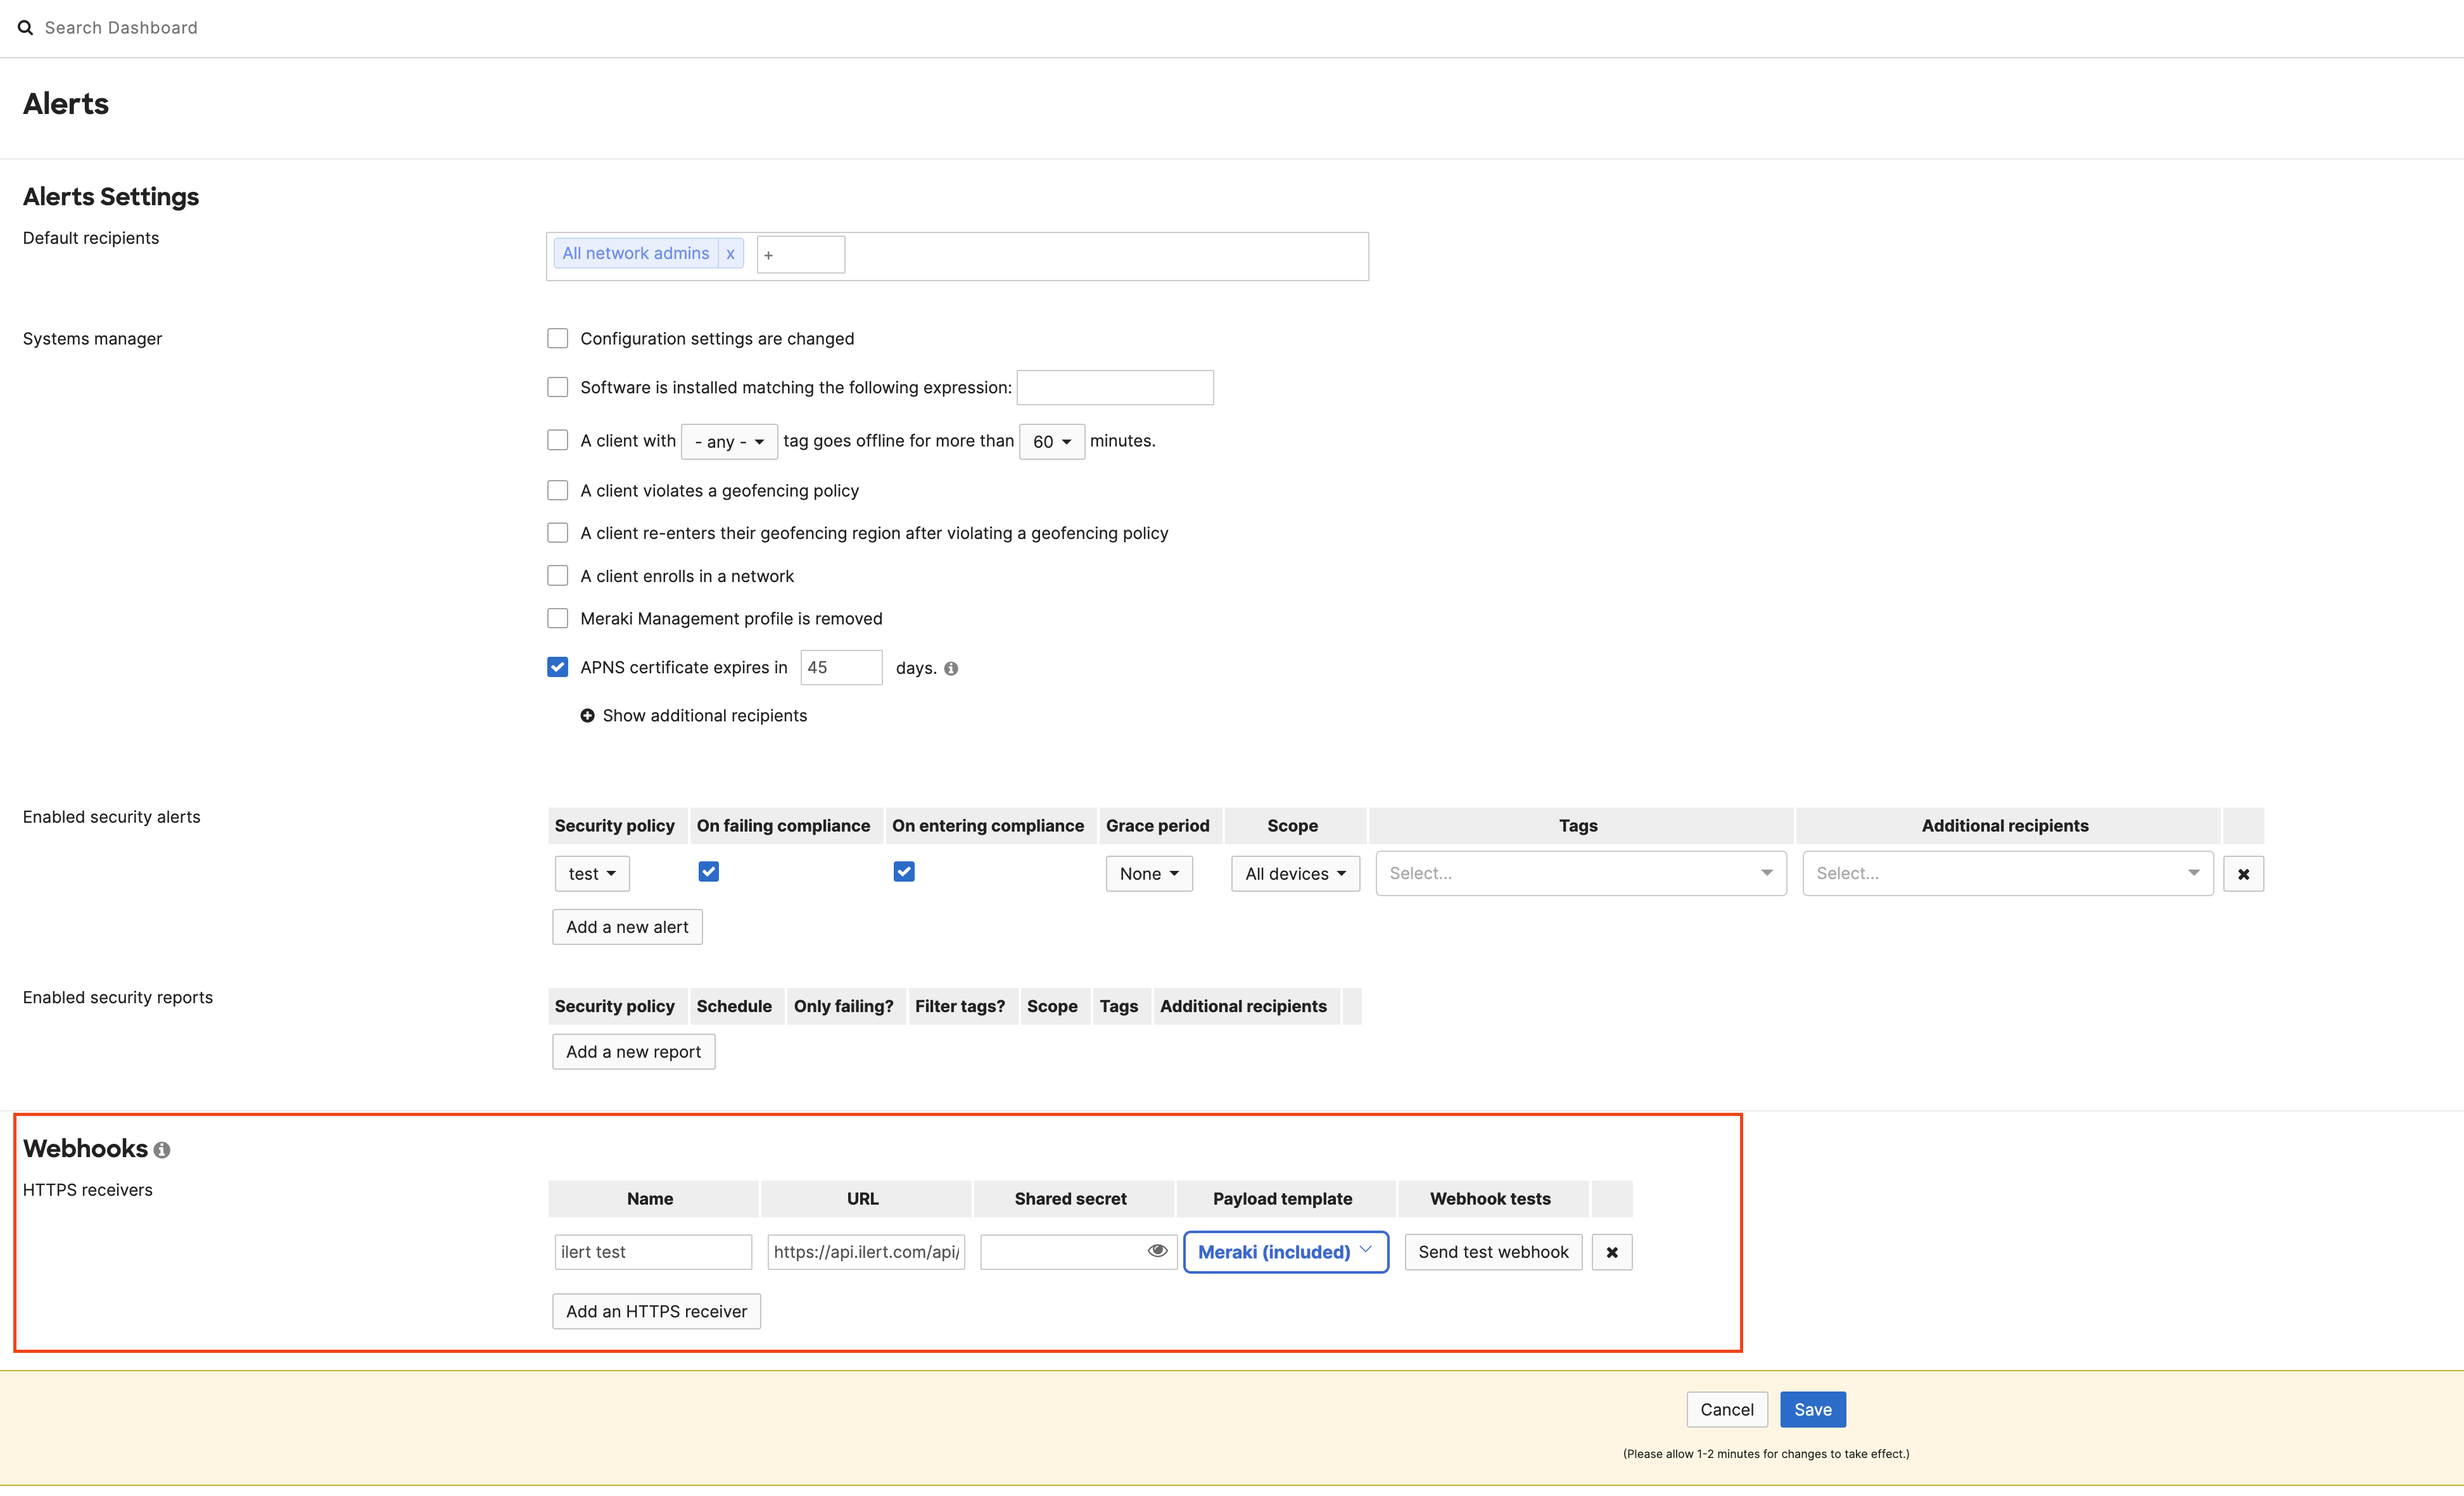 Search Dashboard
Alerts
Alerts Settings
Default recipients
All network admins x +
Systems manager
Configuration settings are changed
Software is installed matching the following expression:
A client with - any - tag goes offline for more than 60 minutes.
A client violates a geofencing policy
A client re-enters their geofencing region after violating a geofencing policy
A client enrolls in a network
Meraki Management profile is removed
APNS certificate expires in 45 days.
Show additional recipients
Enabled security alerts
Security policy On failing compliance On entering compliance Grace period Scope Tags Additional recipients
test None All devices Select... Select...
Add a new alert
Enabled security reports
Security policy Schedule Only failing? Filter tags? Scope Tags Additional recipients
Add a new report
Webhooks
HTTPS receivers
Name URL Shared secret Payload template Webhook tests
ilert test https://api.ilert.com/api/ Meraki (included) Send test webhook
Add an HTTPS receiver
Cancel Save
(Please allow 1-2 minutes for changes to take effect.)